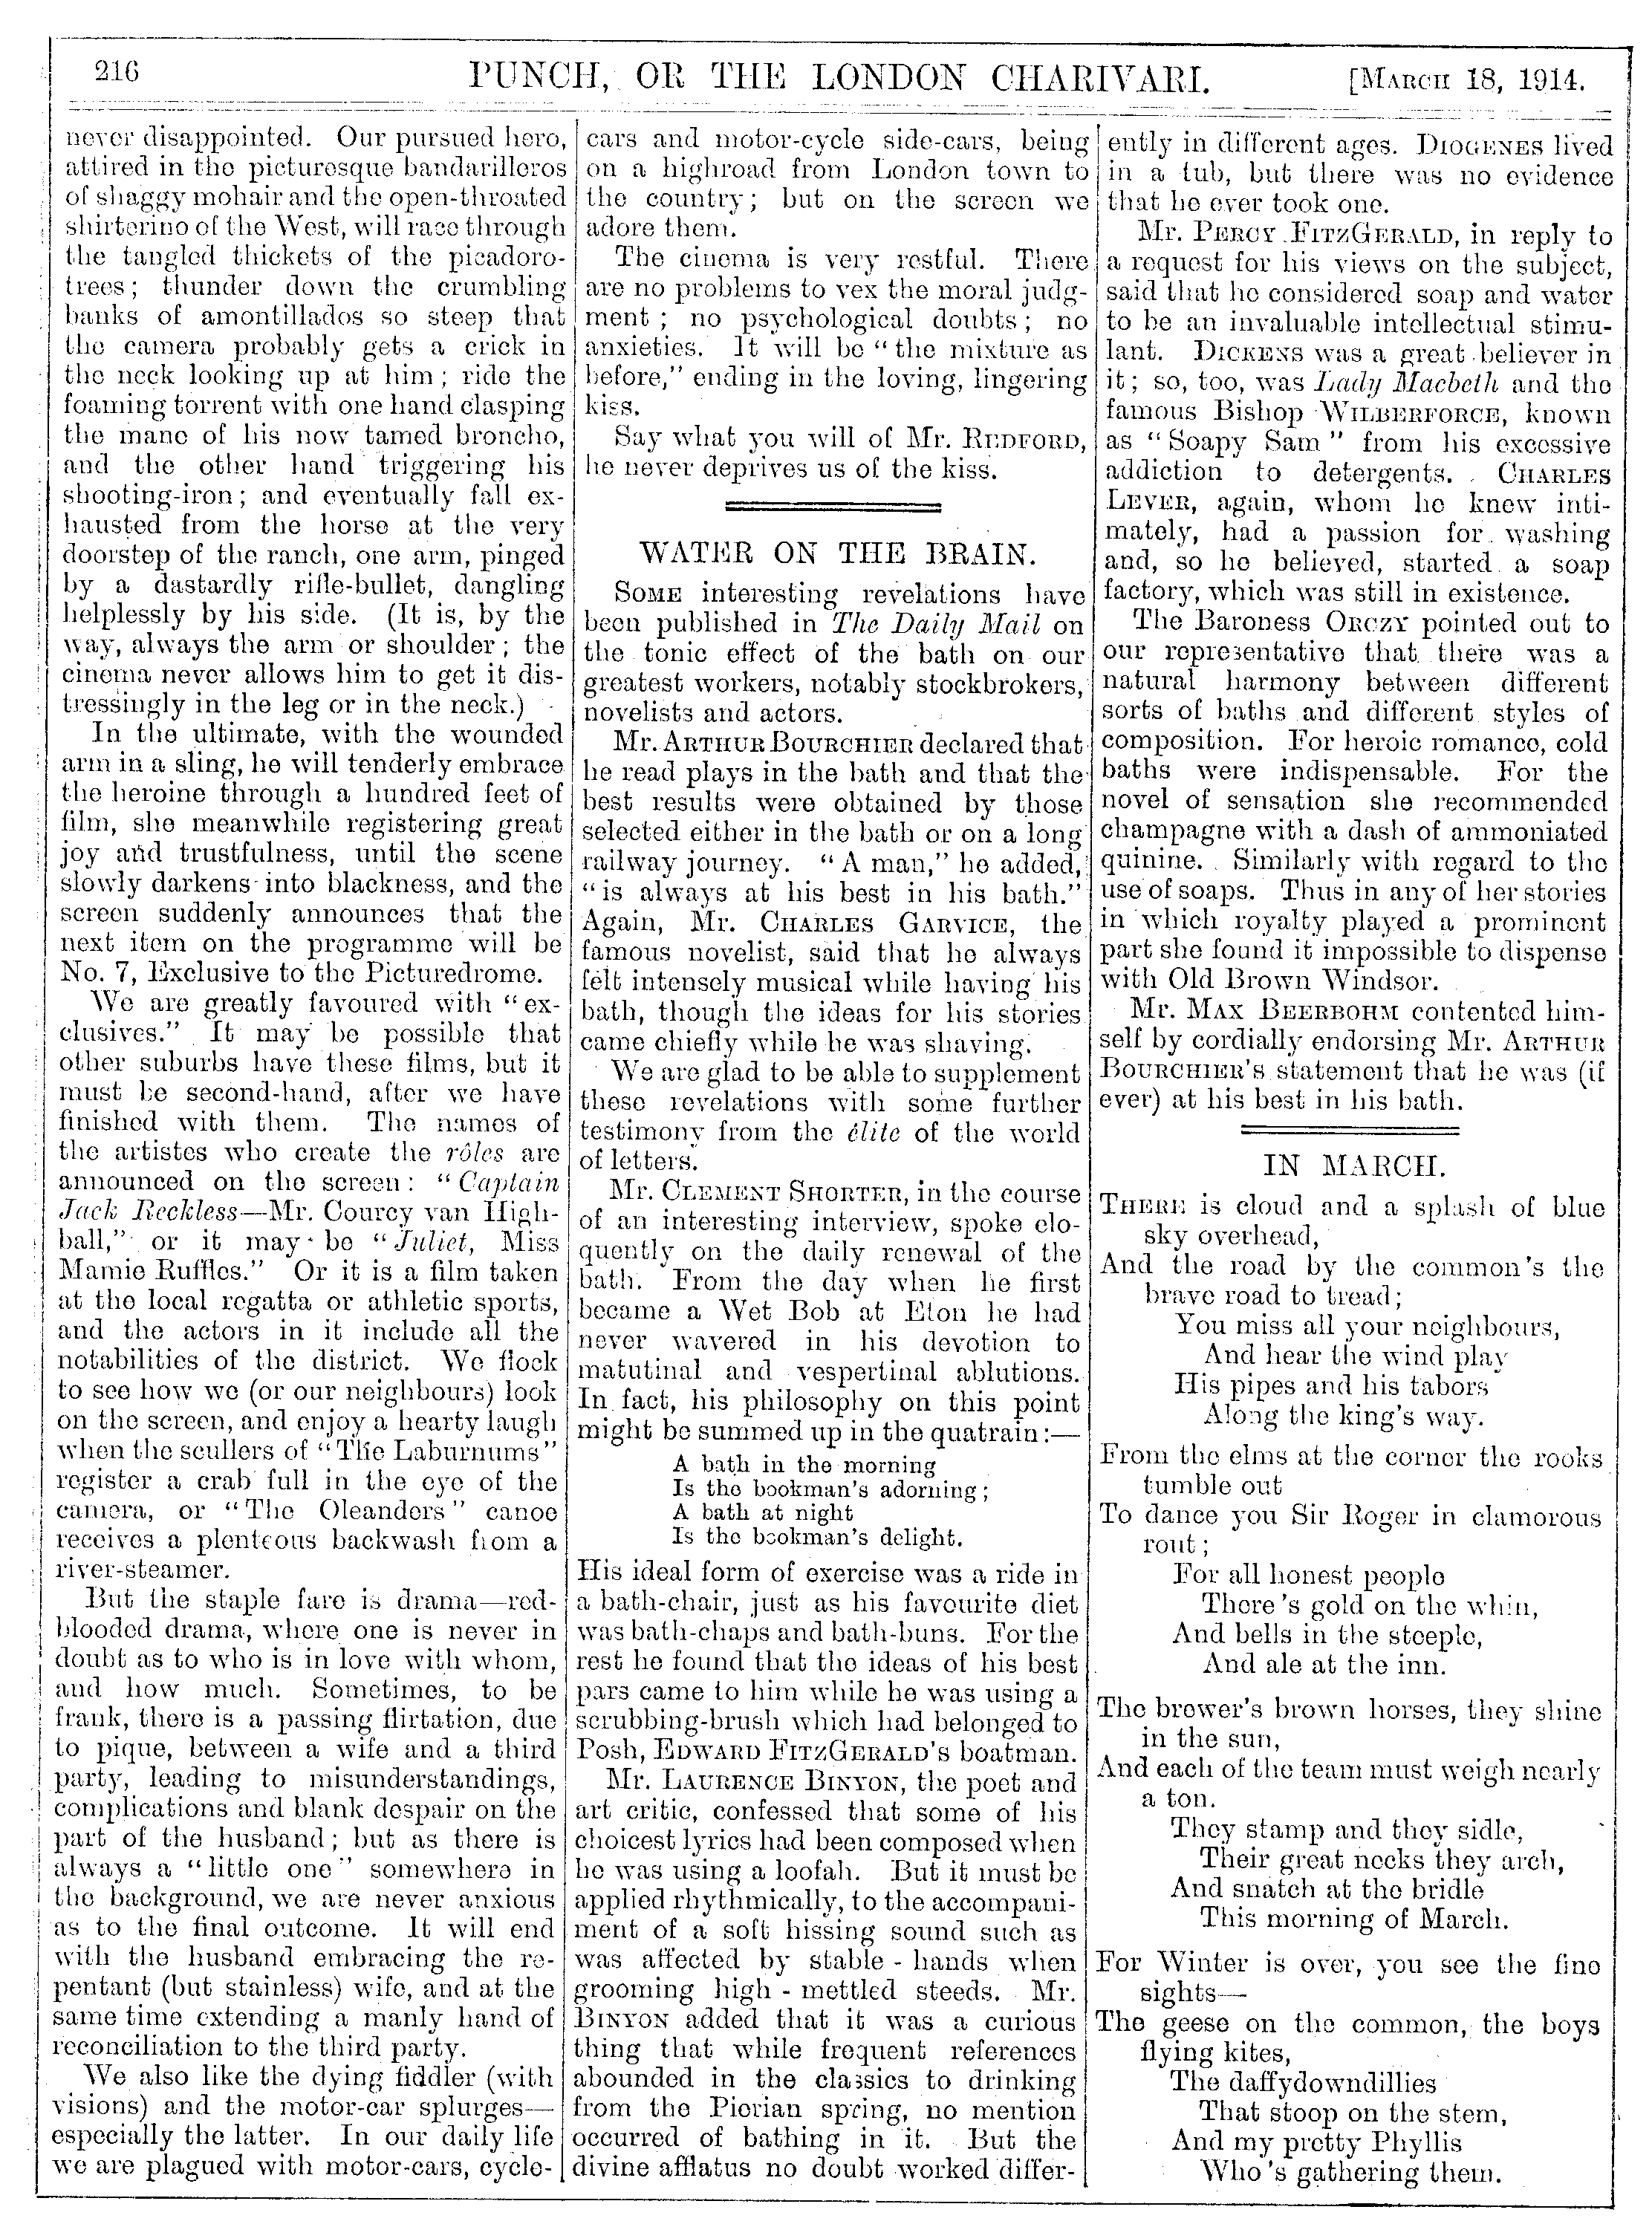 216
PUNCH, OR THE LONDON CHARIVARI.
[MARCH 18, 1914.
never disappointed. Our pursued hero,
attired in the picturesque bandarilleros
of shaggy mohair and the open-throated
shirterino of the West, will race through
the tangled thickets of the picadoro-
trees; thunder down the crumbling
banks of amontillados so steep that
the camera probably gets a crick in
the neck looking up at him; ride the
foaming torrent with one hand clasping
the mane of his now tamed broncho,
and the other hand triggering his
shooting-iron; and eventually fall ex-
hausted from the horse at the very
doorstep of the ranch, one arm, pinged
by a dastardly rifle-bullet, dangling
helplessly by his side. (It is, by the
way, always the arm or shoulder; the
cinema never allows him to get it dis-
tressingly in the leg or in the neck.)
In the ultimate, with the wounded
arm in a sling, he will tenderly embrace
the heroine through a hundred feet of
film, she meanwhile registering great
joy and trustfulness, until the scene
slowly darkens into blackness, and the
screen suddenly announces that the
next item on the programme will be
No. 7, Exclusive to the Picturedrome.
We are greatly favoured with "ex-
clusives." It may be possible that
other suburbs have these films, but it
must be second-hand, after we have
finished with them. The names of
the artistes who create the rôles are
announced on the screen: "Captain
Jack Reckless—Mr. Courcy van High-
ball," or it may be "Juliet, Miss
Mamie Ruffles." Or it is a film taken
at the local regatta or athletic sports,
and the actors in it include all the
notabilities of the district. We flock
to see how we (or our neighbours) look
on the screen, and enjoy a hearty laugh
when the scullers of "The Laburnums"
register a crab full in the eye of the
camera, or "The Oleanders" canoe
receives a plenteous backwash from a
river-steamer.
But the staple fare is drama—red-
blooded drama, where one is never in
doubt as to who is in love with whom,
and how much. Sometimes, to be
frank, there is a passing flirtation, due
to pique, between a wife and a third
party, leading to misunderstandings,
complications and blank despair on the
part of the husband; but as there is
always a "little one" somewhere in
the background, we are never anxious
as to the final outcome. It will end
with the husband embracing the re-
pentant (but stainless) wife, and at the
same time extending a manly hand of
reconciliation to the third party.
We also like the dying fiddler (with
visions) and the motor-car splurges—
especially the latter. In our daily life
we are plagued with motor-cars, cycle-
cars and motor-cycle side-cars, being
on a highroad from London town to
the country; but on the screen we
adore them.
The cinema is very restful. There
are no problems to vex the moral judg-
ment; no psychological doubts; no
anxieties. It will be "the mixture as
before," ending in the loving, lingering
kiss.
Say what you will of Mr. REDFORD,
he never deprives us of the kiss.
WATER ON THE BRAIN.
SOME interesting revelations have
been published in The Daily Mail on
the tonic effect of the bath on our
greatest workers, notably stockbrokers,
novelists and actors.
Mr. ARTHUR BOURCHIER declared that
he read plays in the bath and that the
best results were obtained by those
selected either in the bath or on a long
railway journey. "A man," he added,
"is always at his best in his bath."
Again, Mr. CHARLES GARVICE, the
famous novelist, said that he always
felt intensely musical while having his
bath, though the ideas for his stories
came chiefly while he was shaving.
We are glad to be able to supplement
these revelations with some further
testimony from the élite of the world
of letters.
Mr. CLEMENT SHORTER, in the course
of an interesting interview, spoke elo-
quently on the daily renewal of the
bath. From the day when he first
became a Wet Bob at Eton he had
never wavered in his devotion to
matutinal and vespertinal ablutions.
In fact, his philosophy on this point
might be summed up in the quatrain:—
A bath in the morning
Is the bookman's adorning;
A bath at night
Is the bookman's delight.
His ideal form of exercise was a ride in
a bath-chair, just as his favourite diet
was bath-chaps and bath-buns. For the
rest he found that the ideas of his best
pars came to him while he was using a
scrubbing-brush which had belonged to
Posh, EDWARD FITZGERALD'S boatman.
Mr. LAURENCE BINYON, the poet and
art critic, confessed that some of his
choicest lyrics had been composed when
he was using a loofah. But it must be
applied rhythmically, to the accompani-
ment of a soft hissing sound such as
was affected by stable-hands when
grooming high-mettled steeds. Mr.
BINYON added that it was a curious
thing that while frequent references
abounded in the classics to drinking
from the Pierian spring, no mention
occurred of bathing in it. But the
divine afflatus no doubt worked differ-
ently in different ages. DIOGENES lived
in a tub, but there was no evidence
that he ever took one.
Mr. PERCY FITZGERALD, in reply to
a request for his views on the subject,
said that he considered soap and water
to be an invaluable intellectual stimu-
lant. DICKENS was a great believer in
it; so, too, was Lady Macbeth and the
famous Bishop WILBERFORCE, known
as "Soapy Sam" from his excessive
addiction to detergents. CHARLES
LEVER, again, whom he knew inti-
mately, had a passion for washing
and, so he believed, started a soap
factory, which was still in existence.
The Baroness ORCZY pointed out to
our representative that there was a
natural harmony between different
sorts of baths and different styles of
composition. For heroic romance, cold
baths were indispensable. For the
novel of sensation she recommended
champagne with a dash of ammoniated
quinine. Similarly with regard to the
use of soaps. Thus in any of her stories
in which royalty played a prominent
part she found it impossible to dispense
with Old Brown Windsor.
Mr. MAX BEERBOHM contented him-
self by cordially endorsing Mr. ARTHUR
BOURCHIER'S statement that he was (if
ever) at his best in his bath.
IN MARCH.
THERE is cloud and a splash of blue
sky overhead,
And the road by the common's the
brave road to tread;
You miss all your neighbours,
And hear the wind play
His pipes and his tabors
Along the king's way.
From the elms at the corner the rooks
tumble out
To dance you Sir Roger in clamorous
rout;
For all honest people
There's gold on the whin,
And bells in the steeple,
And ale at the inn.
The brewer's brown horses, they shine
in the sun,
And each of the team must weigh nearly
a ton.
They stamp and they sidle,
Their great necks they arch,
And snatch at the bridle
This morning of March.
For Winter is over, you see the fine
sights—
The geese on the common, the boys
flying kites,
The daffydowndillies
That stoop on the stem,
And my pretty Phyllis
Who's gathering them.